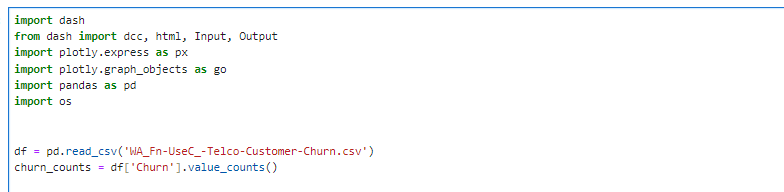 import dash
from dash import dcc, html, Input, Output
import plotly.express as px
import plotly.graph_objects as go
import pandas as pd
import os
df = pd.read_csv('WA_Fn-UseC_-Telco-Customer-Churn.csv')
churn_counts = df['Churn'].value_counts()